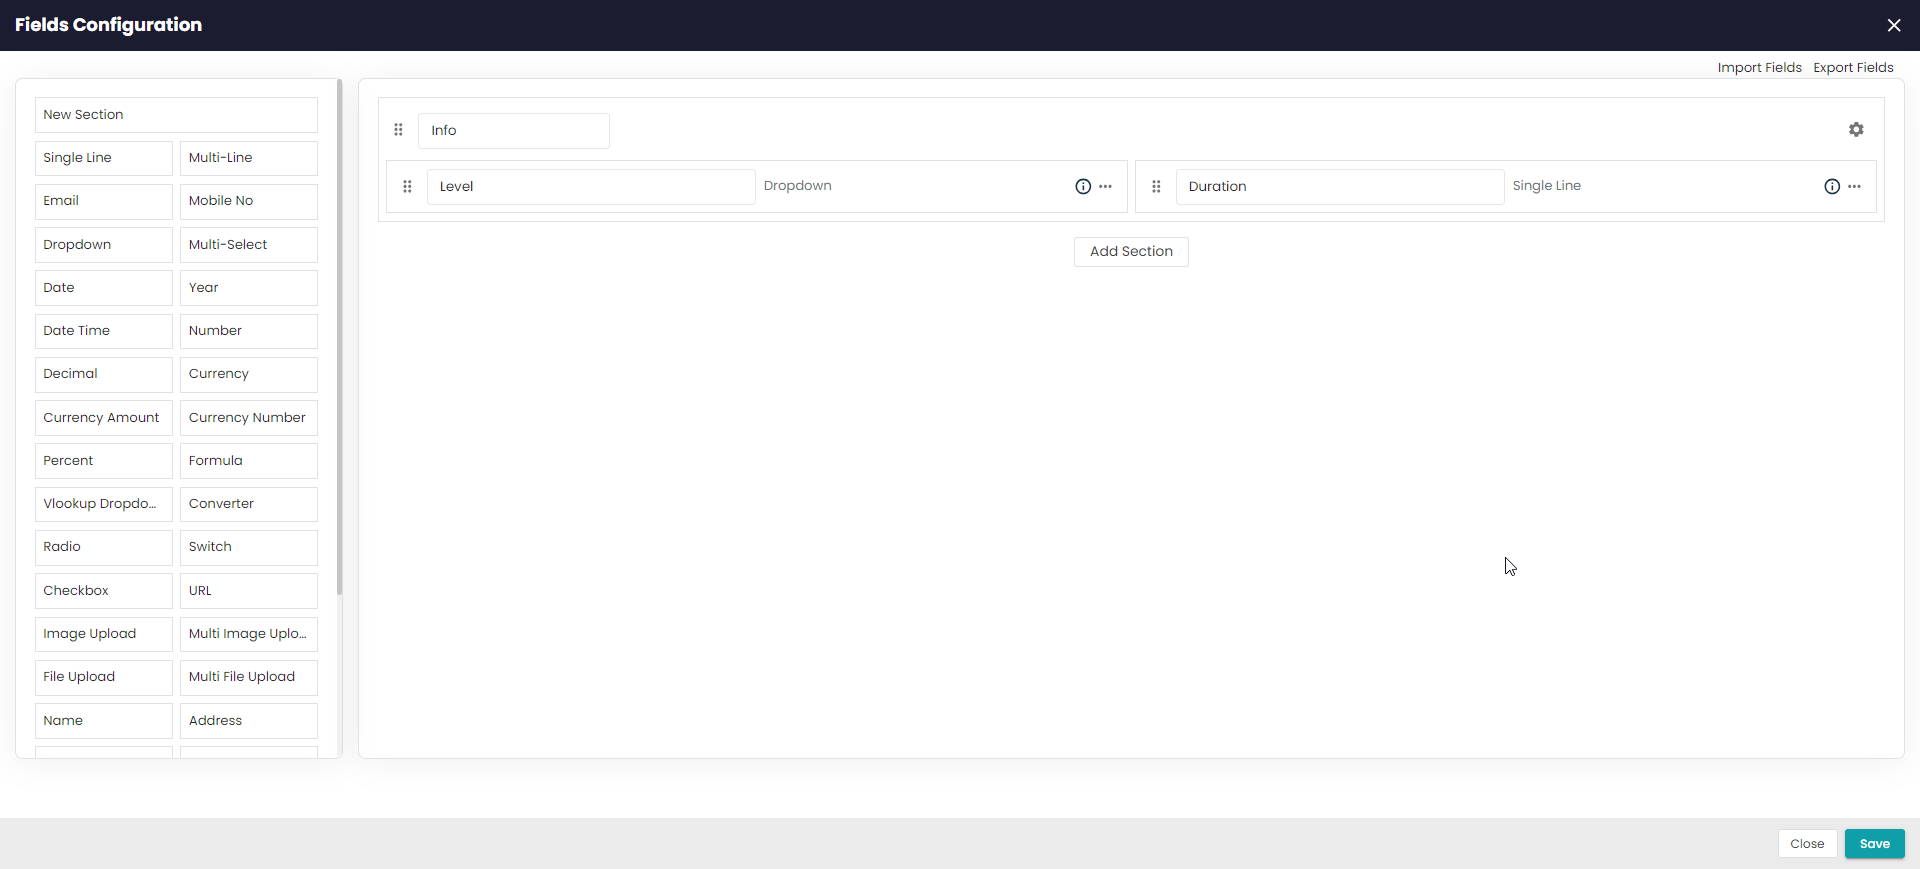 Fields Configuration
Import Fields Export Fields
New Section
Single Line Multi-Line
Email Mobile No
Dropdown Multi-Select
Date Year
Date Time Number
Decimal Currency
Currency Amount Currency Number
Percent Formula
Vlookup Dropdo... Converter
Radio Switch
Checkbox URL
Image Upload Multi Image Uplo...
File Upload Multi File Upload
Name Address
Info
Level Dropdown Duration Single Line
Add Section
Close Save